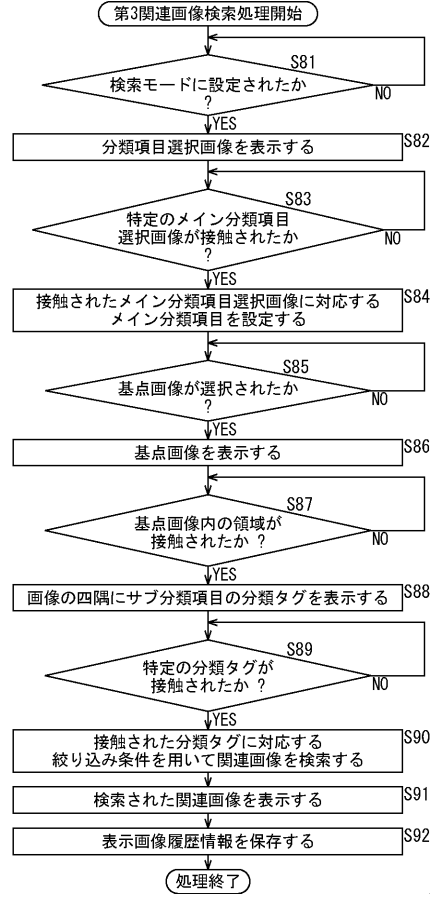 第3関連画像検索処理開始
S81
検索モードに設定されたか
?
NO
YES
S82
分類項目選択画像を表示する
S83
特定のメイン分類項目
選択画像が接触されたか
?
NO
YES
S84
接触されたメイン分類項目選択画像に対応する
メイン分類項目を設定する
S85
基点画像が選択されたか
?
NO
YES
S86
基点画像を表示する
S87
基点画像内の領域が
接触されたか ?
NO
YES
S88
画像の四隅にサブ分類項目の分類タグを表示する
S89
特定の分類タグが
接触されたか ?
NO
YES
S90
接触された分類タグに対応する
絞り込み条件を用いて関連画像を検索する
S91
検索された関連画像を表示する
S92
表示画像履歴情報を保存する
処理終了